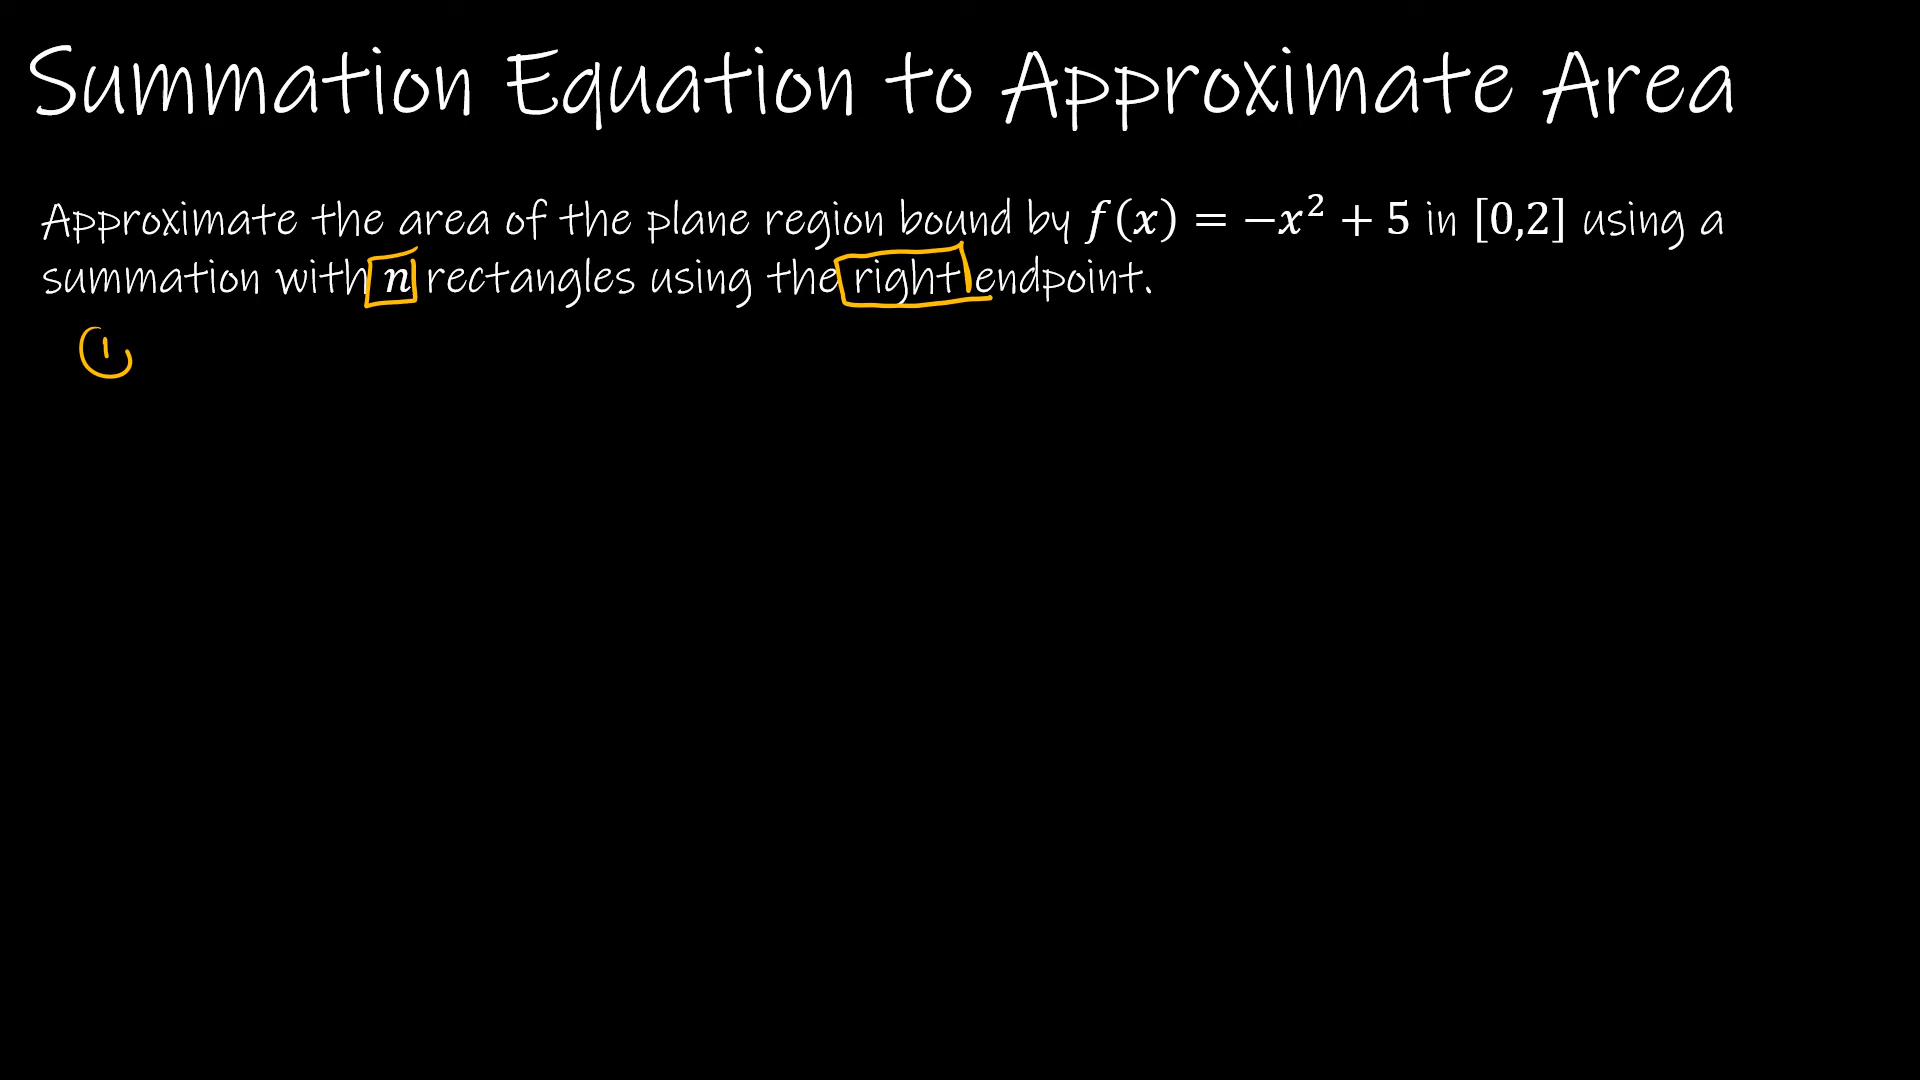 Summation Equation to Approximate Area
Approximate the area of the plane region bound by f(x) = −x² + 5 in [0,2] using a
summation with n rectangles using the right endpoint.
1